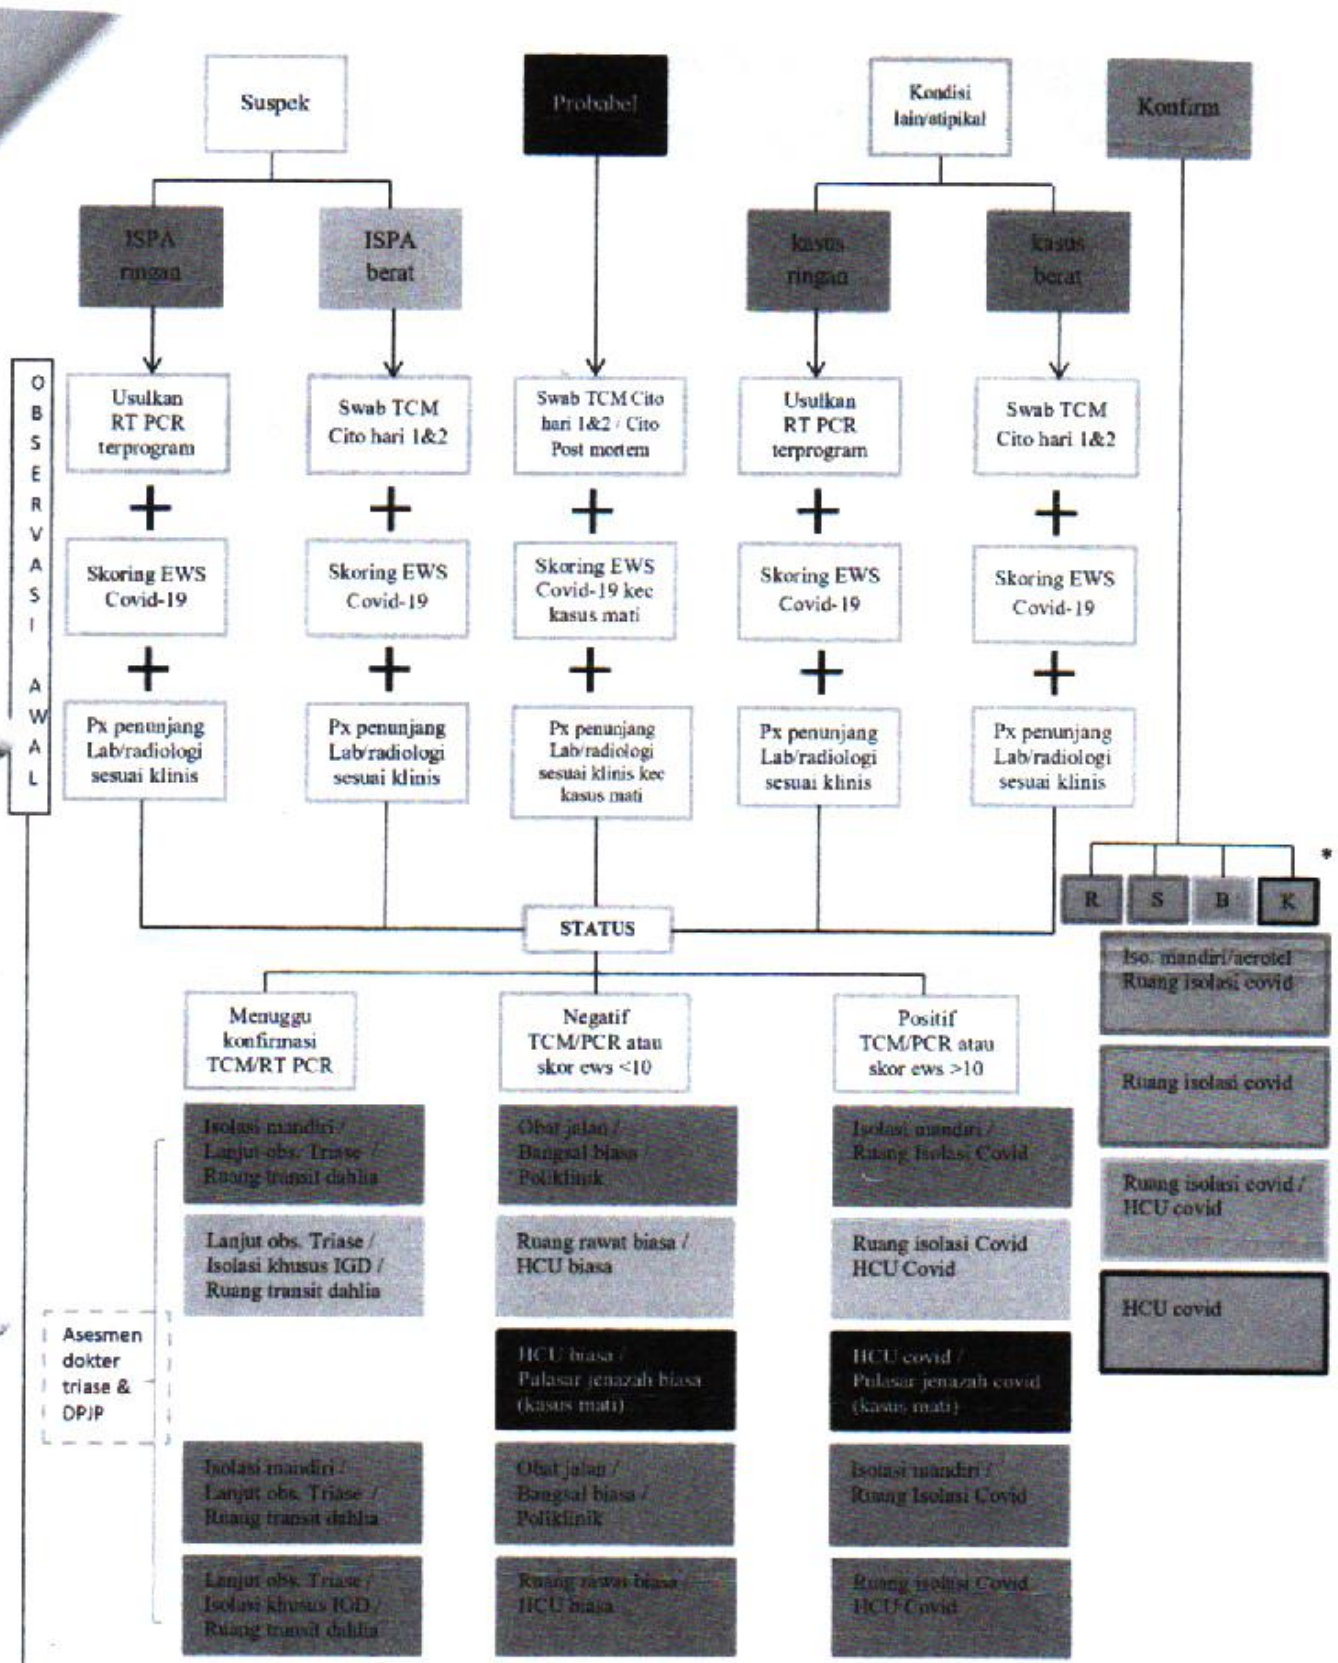 Suspek
Probabel
Kondisi
lain/atipikal
Konfirm
ISPA
ringan
ISPA
berat
kasus
ringan
kasus
berat
OBSERVASI AWAL
Usulkan
RT PCR
terprogram
Swab TCM
Cito hari 1&2
Swab TCM Cito
hari 1&2 / Cito
Post mortem
Usulkan
RT PCR
terprogram
Swab TCM
Cito hari 1&2
+
+
+
+
+
Skoring EWS
Covid-19
Skoring EWS
Covid-19
Skoring EWS
Covid-19 kec
kasus mati
Skoring EWS
Covid-19
Skoring EWS
Covid-19
+
+
+
+
+
Px penunjang
Lab/radiologi
sesuai klinis
Px penunjang
Lab/radiologi
sesuai klinis
Px penunjang
Lab/radiologi
sesuai klinis kec
kasus mati
Px penunjang
Lab/radiologi
sesuai klinis
Px penunjang
Lab/radiologi
sesuai klinis
*
R
S
B
K
STATUS
Iso. mandiri/aerotel
Ruang isolasi covid
Ruang isolasi covid
Ruang isolasi covid /
HCU covid
HCU covid
Menuggu
konfirmasi
TCM/RT PCR
Negatif
TCM/PCR atau
skor ews <10
Positif
TCM/PCR atau
skor ews >10
Isolasi mandiri /
Lanjut obs. Triase /
Ruang transit dahlia
Obat jalan /
Bangsal biasa /
Poliklinik
Isolasi mandiri /
Ruang Isolasi Covid
Lanjut obs. Triase /
Isolasi khusus IGD /
Ruang transit dahlia
Ruang rawat biasa /
HCU biasa
Ruang isolasi Covid
HCU Covid
Asesmen
dokter
triase &
DPJP
HCU biasa /
Pulasar jenazah biasa
(kasus mati)
HCU covid /
Pulasar jenazah covid
(kasus mati)
Isolasi mandiri /
Lanjut obs. Triase /
Ruang transit dahlia
Obat jalan /
Bangsal biasa /
Poliklinik
Isolasi mandiri /
Ruang Isolasi Covid
Lanjut obs. Triase /
Isolasi khusus IGD /
Ruang transit dahlia
Ruang rawat biasa /
HCU biasa
Ruang isolasi Covid
HCU Covid